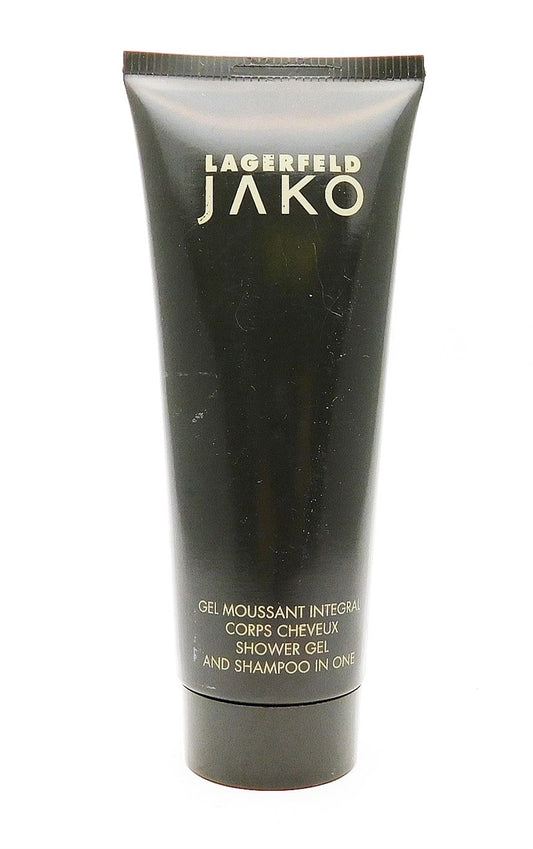 LAGERFELD
JAKO
GEL MOUSSANT INTEGRAL
CORPS CHEVEUX
SHOWER GEL
AND SHAMPOO IN ONE